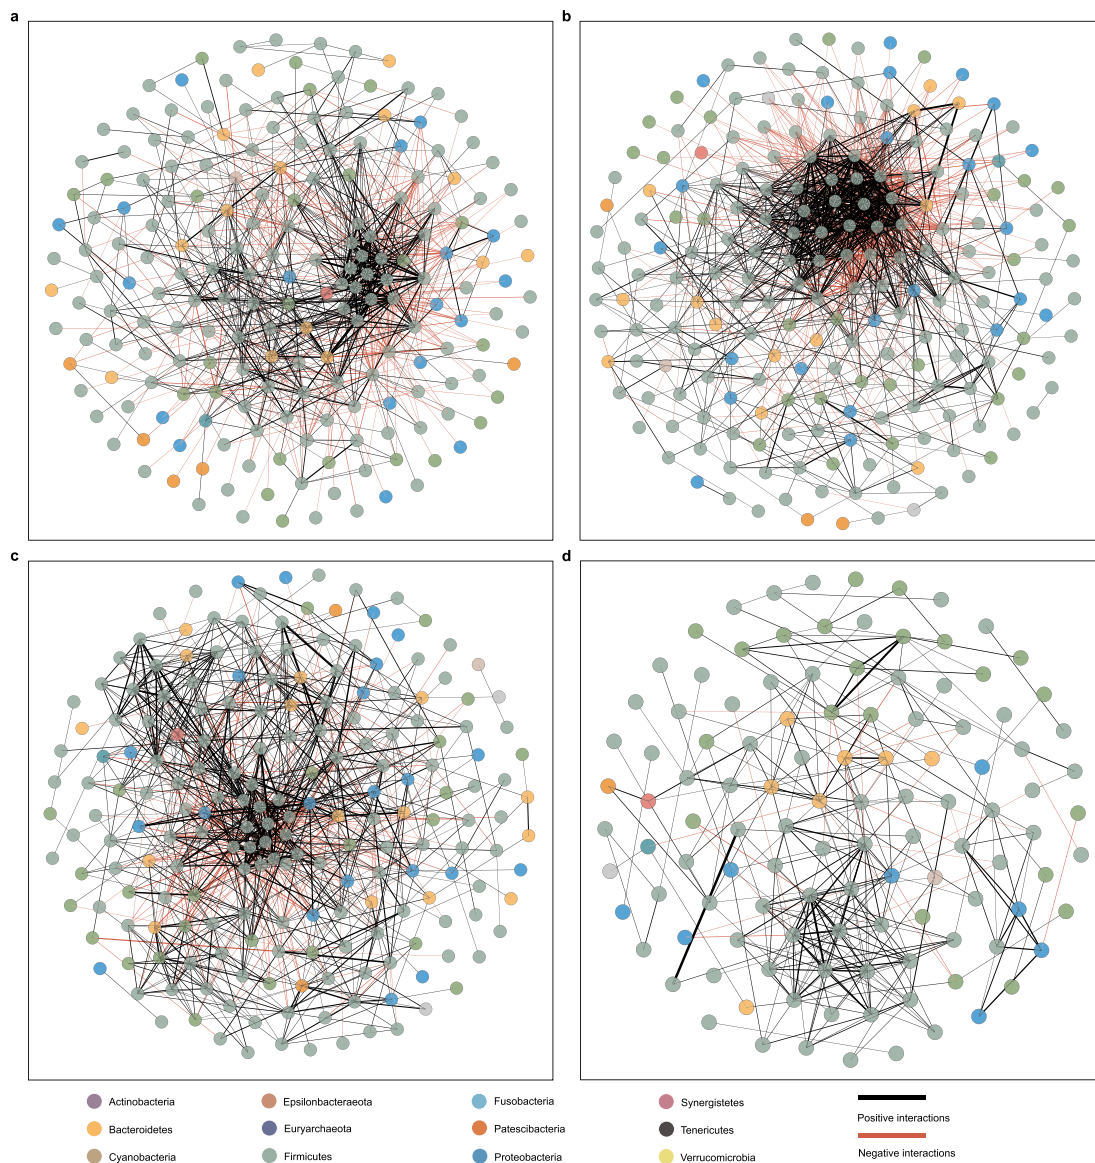 a
b
c
d
Actinobacteria
Epsilonbacteraeota
Fusobacteria
Synergistetes
Positive interactions
Bacteroidetes
Euryarchaeota
Patescibacteria
Tenericutes
Cyanobacteria
Firmicutes
Proteobacteria
Verrucomicrobia
Negative interactions